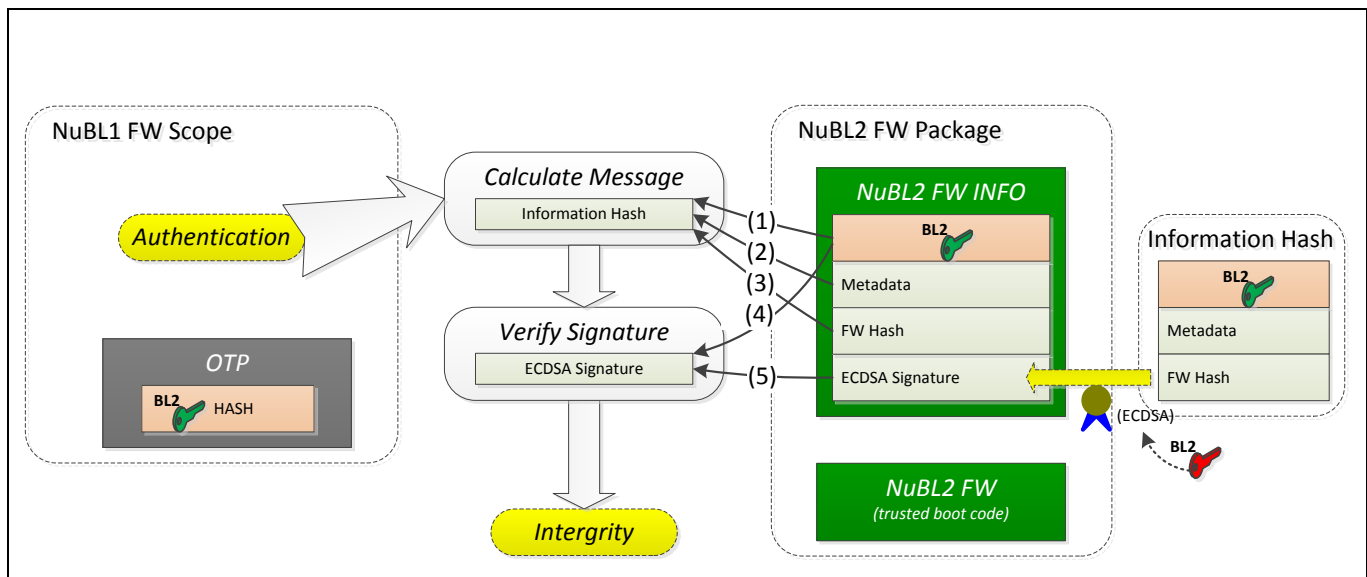 NuBL1 FW Scope
Authentication
OTP
BL2
HASH
Calculate Message
Information Hash
Verify Signature
ECDSA Signature
Intergrity
(1)
(2)
(3)
(4)
(5)
NuBL2 FW Package
NuBL2 FW INFO
BL2
Metadata
FW Hash
ECDSA Signature
NuBL2 FW
(trusted boot code)
Information Hash
BL2
Metadata
FW Hash
(ECDSA)
BL2